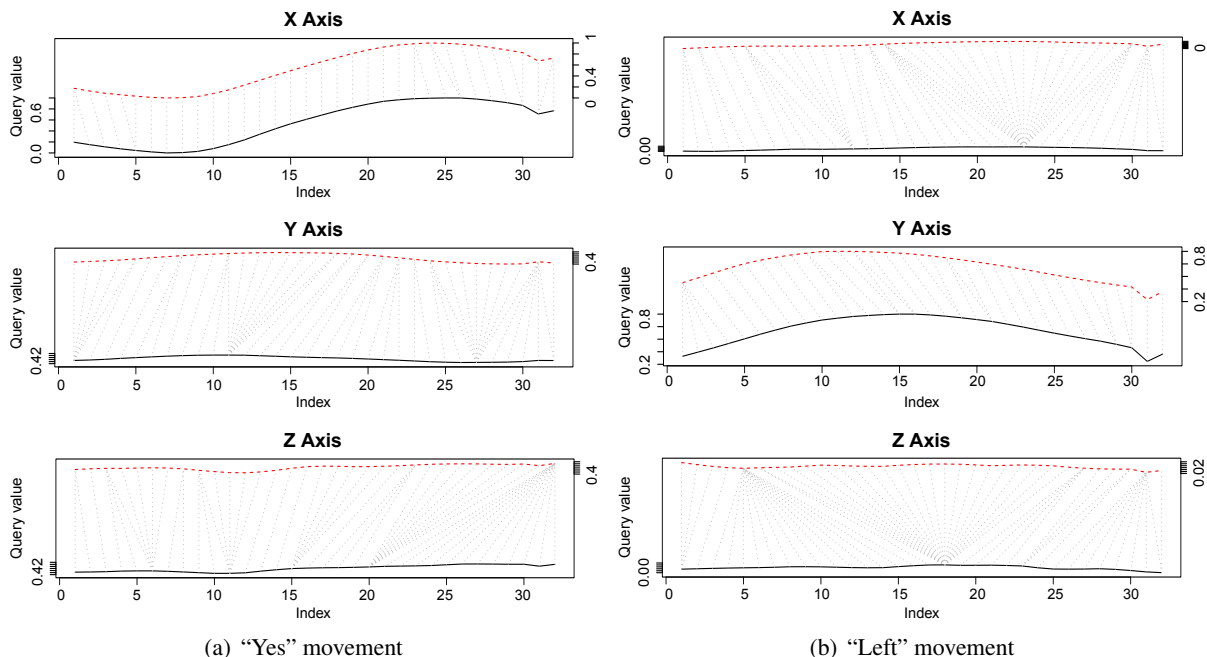 X Axis
Query value
0.0
0.6
0
0.4
1
0 5 10 15 20 25 30
Index
Y Axis
Query value
0.42
0.4
0 5 10 15 20 25 30
Index
Z Axis
Query value
0.42
0.4
0 5 10 15 20 25 30
Index
(a) “Yes” movement
X Axis
Query value
0.00
0
0 5 10 15 20 25 30
Index
Y Axis
Query value
0.2
0.8
0.2
0.8
0 5 10 15 20 25 30
Index
Z Axis
Query value
0.00
0.02
0 5 10 15 20 25 30
Index
(b) “Left” movement